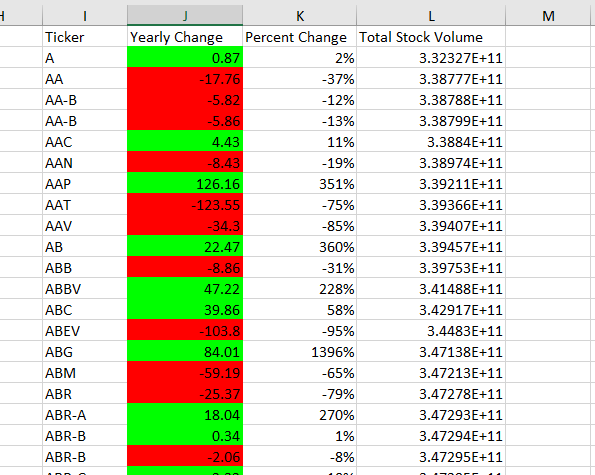 H I J K L M
Ticker Yearly Change Percent Change Total Stock Volume
A 0.87 2% 3.32327E+11
AA -17.76 -37% 3.38777E+11
AA-B -5.82 -12% 3.38788E+11
AA-B -5.86 -13% 3.38799E+11
AAC 4.43 11% 3.3884E+11
AAN -8.43 -19% 3.38974E+11
AAP 126.16 351% 3.39211E+11
AAT -123.55 -75% 3.39366E+11
AAV -34.3 -85% 3.39407E+11
AB 22.47 360% 3.39457E+11
ABB -8.86 -31% 3.39753E+11
ABBV 47.22 228% 3.41488E+11
ABC 39.86 58% 3.42917E+11
ABEV -103.8 -95% 3.4483E+11
ABG 84.01 1396% 3.47138E+11
ABM -59.19 -65% 3.47213E+11
ABR -25.37 -79% 3.47278E+11
ABR-A 18.04 270% 3.47293E+11
ABR-B 0.34 1% 3.47294E+11
ABR-B -2.06 -8% 3.47295E+11